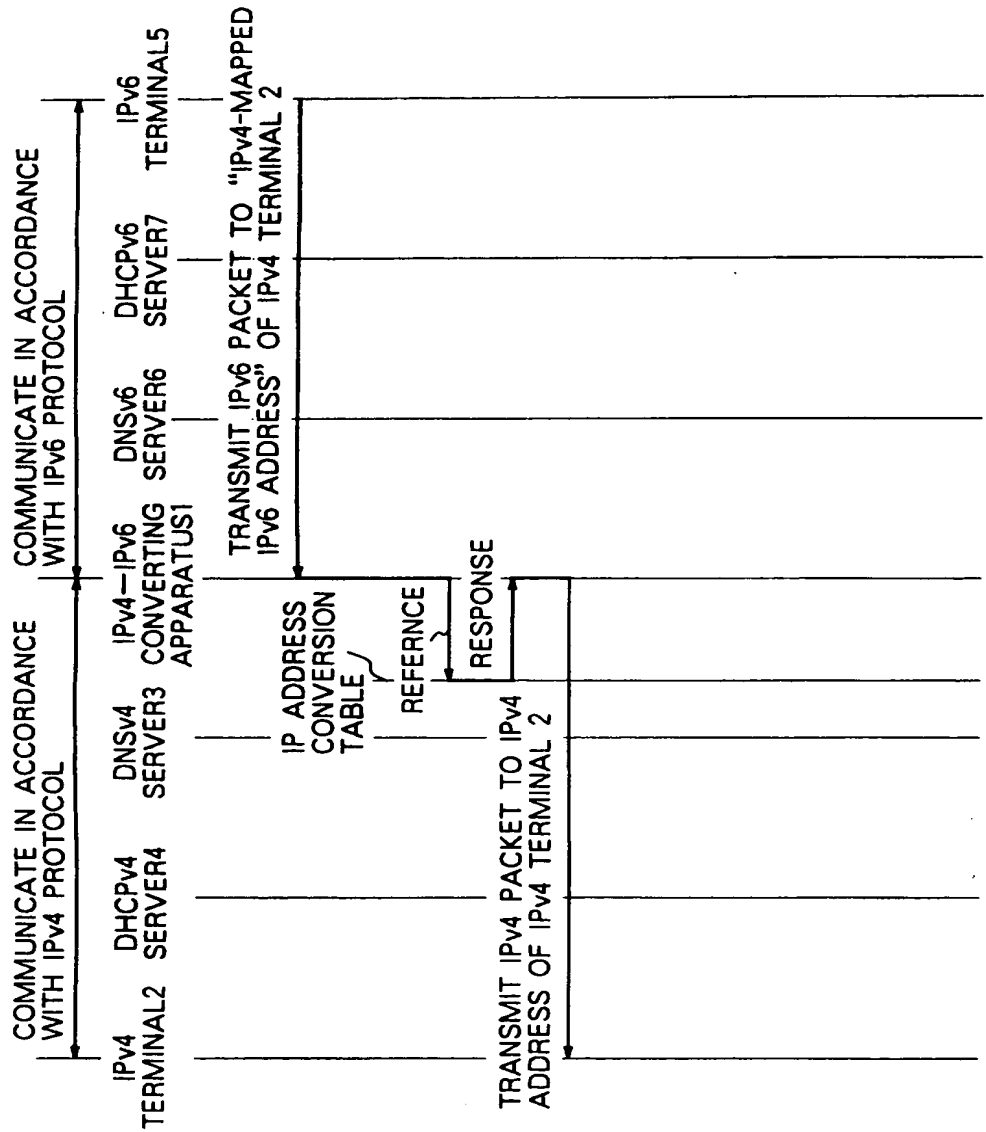 COMMUNICATE IN ACCORDANCE
WITH IPv4 PROTOCOL
COMMUNICATE IN ACCORDANCE
WITH IPv6 PROTOCOL
IPv4
TERMINAL2
DHCPv4
SERVER4
DNSv4
SERVER3
IPv4-IPv6
CONVERTING
APPARATUS1
DNSv6
SERVER6
DHCPv6
SERVER7
IPv6
TERMINAL5
TRANSMIT IPv6 PACKET TO "IPv4-MAPPED
IPv6 ADDRESS" OF IPv4 TERMINAL 2
IP ADDRESS
CONVERSION
TABLE
REFERNCE
RESPONSE
TRANSMIT IPv4 PACKET TO IPv4
ADDRESS OF IPv4 TERMINAL 2